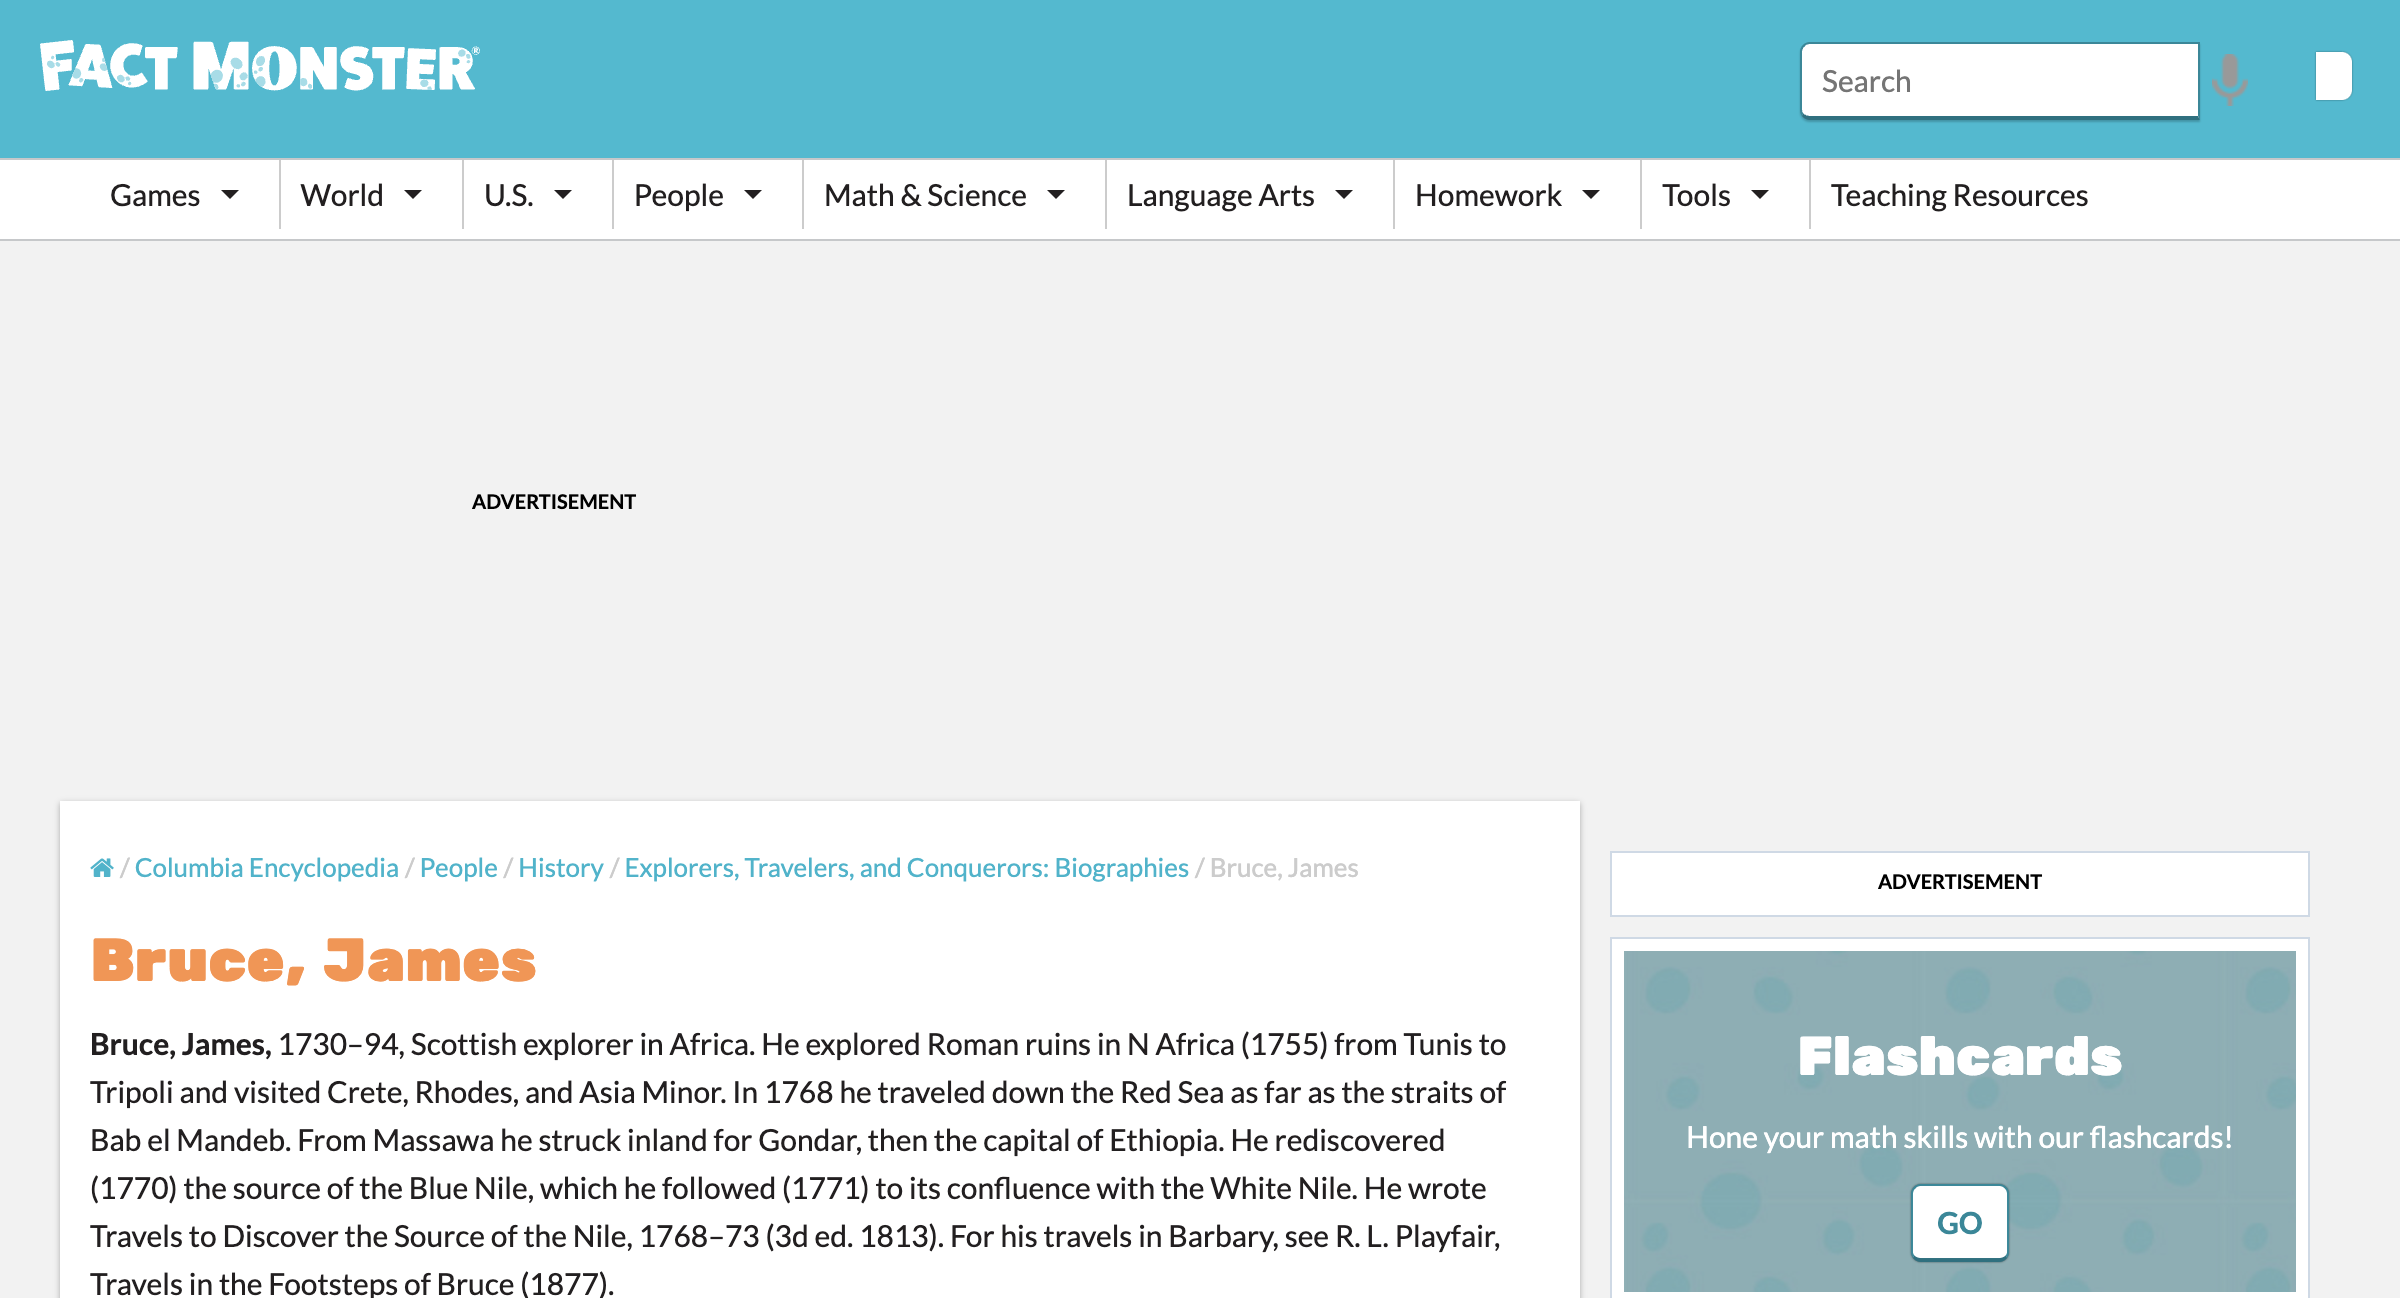 FACT MONSTER®
Search
Games
World
U.S.
People
Math & Science
Language Arts
Homework
Tools
Teaching Resources
ADVERTISEMENT
/ Columbia Encyclopedia / People / History / Explorers, Travelers, and Conquerors: Biographies / Bruce, James
Bruce, James
Bruce, James, 1730–94, Scottish explorer in Africa. He explored Roman ruins in N Africa (1755) from Tunis to
Tripoli and visited Crete, Rhodes, and Asia Minor. In 1768 he traveled down the Red Sea as far as the straits of
Bab el Mandeb. From Massawa he struck inland for Gondar, then the capital of Ethiopia. He rediscovered
(1770) the source of the Blue Nile, which he followed (1771) to its confluence with the White Nile. He wrote
Travels to Discover the Source of the Nile, 1768–73 (3d ed. 1813). For his travels in Barbary, see R. L. Playfair,
Travels in the Footsteps of Bruce (1877).
ADVERTISEMENT
Flashcards
Hone your math skills with our flashcards!
GO